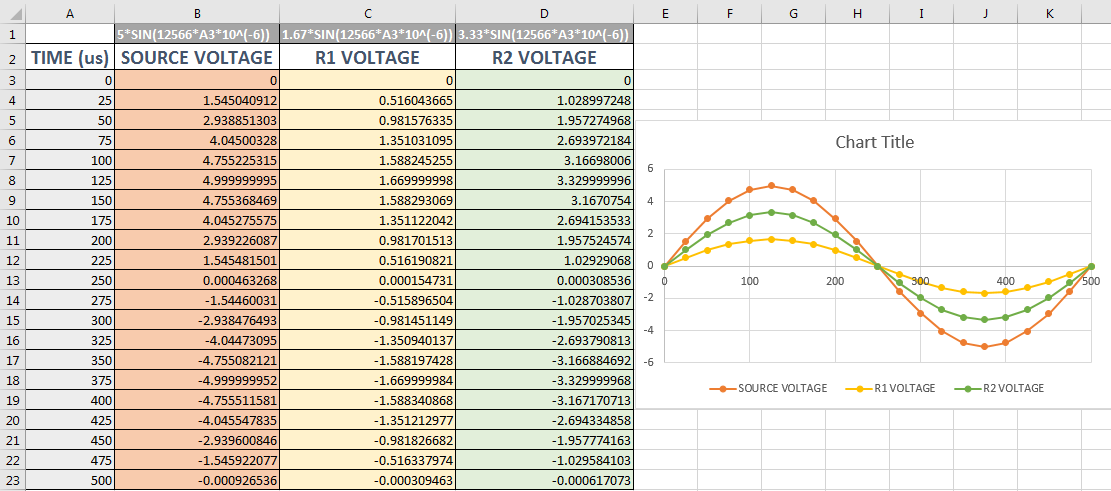 A B C D E F G H I J K
1 5*SIN(12566*A3*10^(-6)) 1.67*SIN(12566*A3*10^(-6)) 3.33*SIN(12566*A3*10^(-6))
2 TIME (us) SOURCE VOLTAGE R1 VOLTAGE R2 VOLTAGE
3 0 0 0 0
4 25 1.545040912 0.516043665 1.028997248
5 50 2.938851303 0.981576335 1.957274968
6 75 4.04500328 1.351031095 2.693972184
7 100 4.755225315 1.588245255 3.16698006
8 125 4.999999995 1.669999998 3.329999996
9 150 4.755368469 1.588293069 3.1670754
10 175 4.045275575 1.351122042 2.694153533
11 200 2.939226087 0.981701513 1.957524574
12 225 1.545481501 0.516190821 1.02929068
13 250 0.000463268 0.000154731 0.000308536
14 275 -1.54460031 -0.515896504 -1.028703807
15 300 -2.938476493 -0.981451149 -1.957025345
16 325 -4.04473095 -1.350940137 -2.693790813
17 350 -4.755082121 -1.588197428 -3.166884692
18 375 -4.999999952 -1.669999984 -3.329999968
19 400 -4.755511581 -1.588340868 -3.167170713
20 425 -4.045547835 -1.351212977 -2.694334858
21 450 -2.939600846 -0.981826682 -1.957774163
22 475 -1.545922077 -0.516337974 -1.029584103
23 500 -0.000926536 -0.000309463 -0.000617073
Chart Title
6
4
2
0
0 100 200 300 400 500
-2
-4
-6
SOURCE VOLTAGE R1 VOLTAGE R2 VOLTAGE